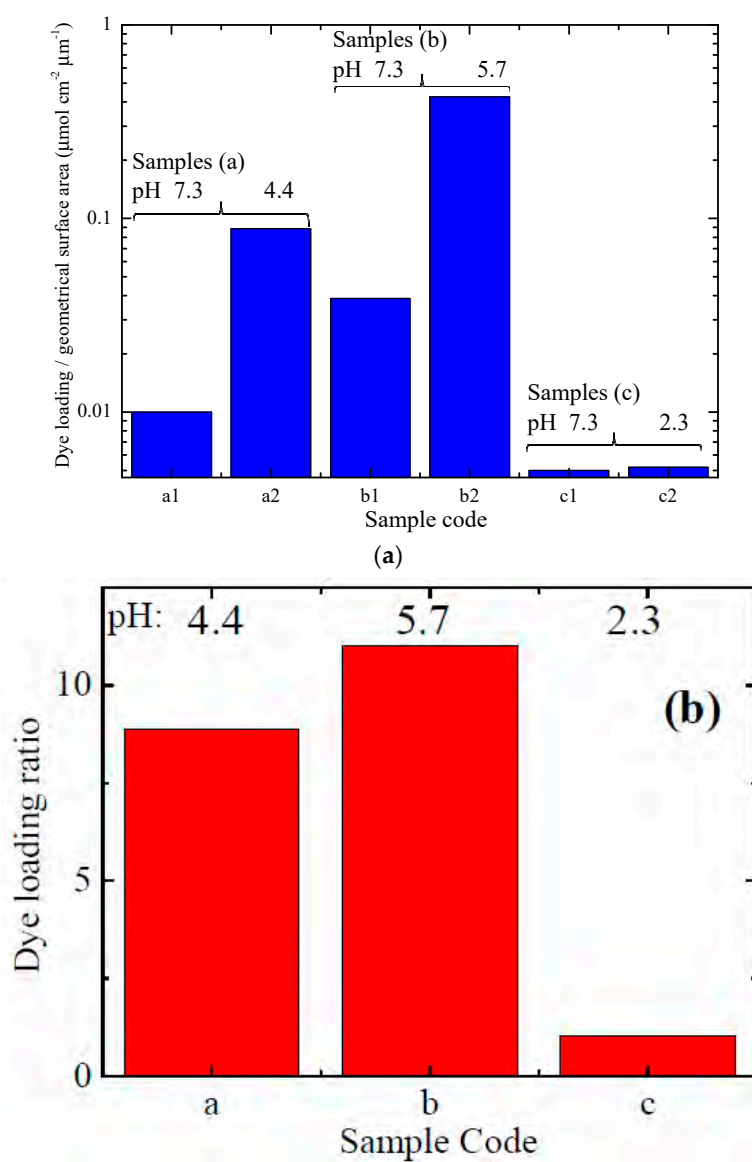 Dye loading / geometrical surface area (μmol cm⁻² μm⁻¹)
1
0.1
0.01
Samples (b)
pH 7.3 5.7
Samples (a)
pH 7.3 4.4
Samples (c)
pH 7.3 2.3
a1 a2 b1 b2 c1 c2
Sample code
(a)
pH: 4.4 5.7 2.3
(b)
Dye loading ratio
10
5
0
a b c
Sample Code